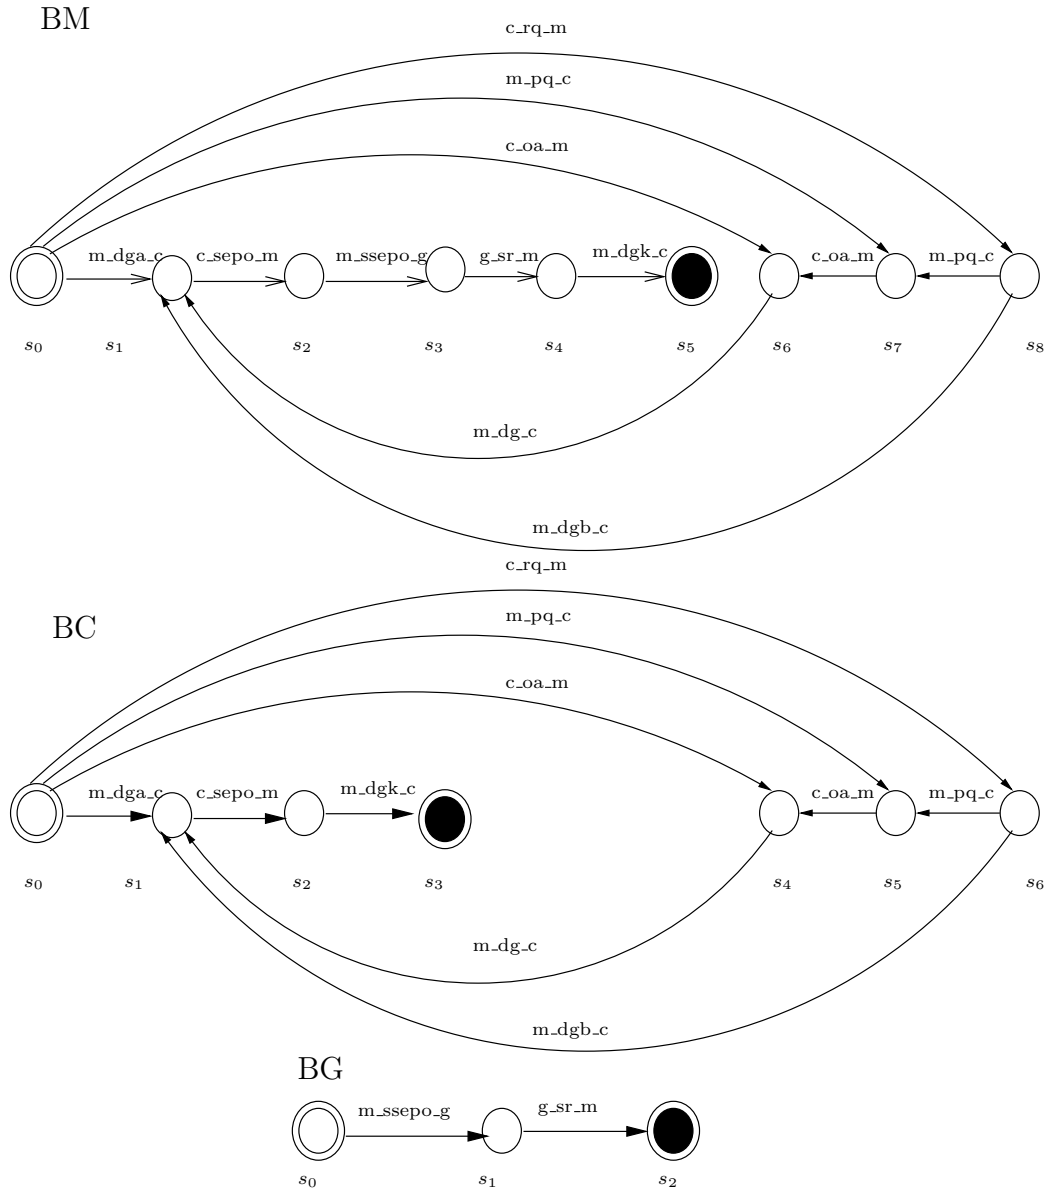 BM
c_rq_m
m_pq_c
c_oa_m
m_dga_c c_sepo_m m_ssepo_g g_sr_m m_dgk_c c_oa_m m_pq_c
s0 s1 s2 s3 s4 s5 s6 s7 s8
m_dg_c
m_dgb_c
c_rq_m
BC
m_pq_c
c_oa_m
m_dga_c c_sepo_m m_dgk_c c_oa_m m_pq_c
s0 s1 s2 s3 s4 s5 s6
m_dg_c
m_dgb_c
BG
m_ssepo_g g_sr_m
s0 s1 s2